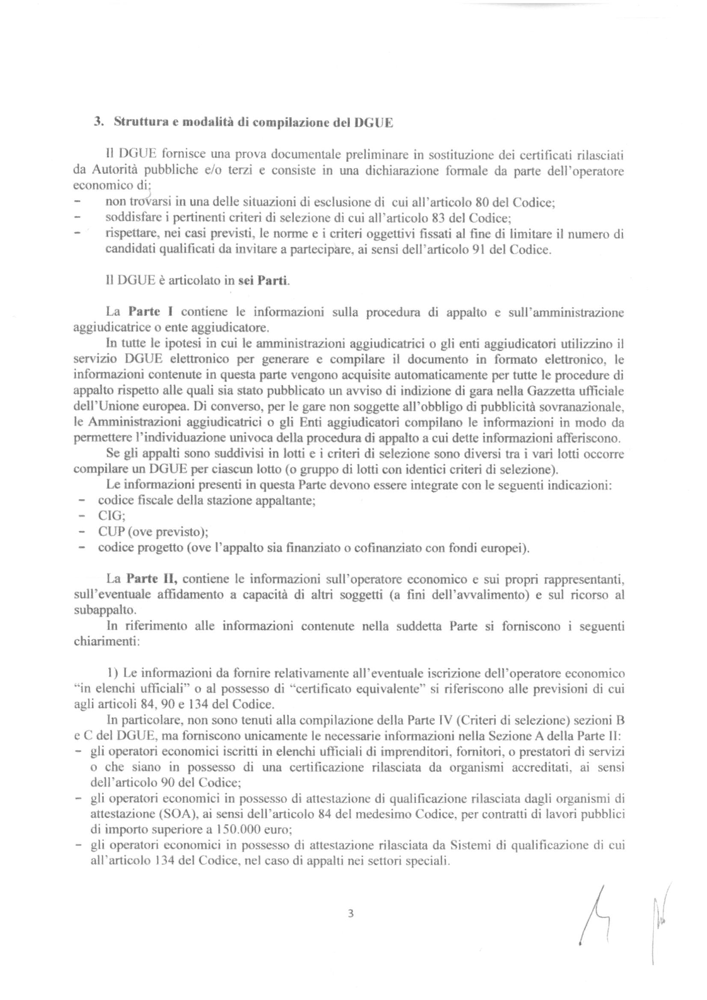 3. Struttura e modalità di compilazione del DGUE
Il DGUE fornisce una prova documentale preliminare in sostituzione dei certificati rilasciati
da Autorità pubbliche e/o terzi e consiste in una dichiarazione formale da parte dell'operatore
economico di:
- non trovarsi in una delle situazioni di esclusione di cui all'articolo 80 del Codice;
- soddisfare i pertinenti criteri di selezione di cui all'articolo 83 del Codice;
- rispettare, nei casi previsti, le norme e i criteri oggettivi fissati al fine di limitare il numero di
candidati qualificati da invitare a partecipare, ai sensi dell'articolo 91 del Codice.
Il DGUE è articolato in sei Parti.
La Parte I contiene le informazioni sulla procedura di appalto e sull'amministrazione
aggiudicatrice o ente aggiudicatore.
In tutte le ipotesi in cui le amministrazioni aggiudicatrici o gli enti aggiudicatori utilizzino il
servizio DGUE elettronico per generare e compilare il documento in formato elettronico, le
informazioni contenute in questa parte vengono acquisite automaticamente per tutte le procedure di
appalto rispetto alle quali sia stato pubblicato un avviso di indizione di gara nella Gazzetta ufficiale
dell'Unione europea. Di converso, per le gare non soggette all'obbligo di pubblicità sovranazionale,
le Amministrazioni aggiudicatrici o gli Enti aggiudicatori compilano le informazioni in modo da
permettere l'individuazione univoca della procedura di appalto a cui dette informazioni afferiscono.
Se gli appalti sono suddivisi in lotti e i criteri di selezione sono diversi tra i vari lotti occorre
compilare un DGUE per ciascun lotto (o gruppo di lotti con identici criteri di selezione).
Le informazioni presenti in questa Parte devono essere integrate con le seguenti indicazioni:
- codice fiscale della stazione appaltante;
- CIG;
- CUP (ove previsto);
- codice progetto (ove l'appalto sia finanziato o cofinanziato con fondi europei).
La Parte II, contiene le informazioni sull'operatore economico e sui propri rappresentanti,
sull'eventuale affidamento a capacità di altri soggetti (a fini dell'avvalimento) e sul ricorso al
subappalto.
In riferimento alle informazioni contenute nella suddetta Parte si forniscono i seguenti
chiarimenti:
1) Le informazioni da fornire relativamente all'eventuale iscrizione dell'operatore economico
“in elenchi ufficiali” o al possesso di “certificato equivalente” si riferiscono alle previsioni di cui
agli articoli 84, 90 e 134 del Codice.
In particolare, non sono tenuti alla compilazione della Parte IV (Criteri di selezione) sezioni B
e C del DGUE, ma forniscono unicamente le necessarie informazioni nella Sezione A della Parte II:
- gli operatori economici iscritti in elenchi ufficiali di imprenditori, fornitori, o prestatori di servizi
o che siano in possesso di una certificazione rilasciata da organismi accreditati, ai sensi
dell'articolo 90 del Codice;
- gli operatori economici in possesso di attestazione di qualificazione rilasciata dagli organismi di
attestazione (SOA), ai sensi dell'articolo 84 del medesimo Codice, per contratti di lavori pubblici
di importo superiore a 150.000 euro;
- gli operatori economici in possesso di attestazione rilasciata da Sistemi di qualificazione di cui
all'articolo 134 del Codice, nel caso di appalti nei settori speciali.
3